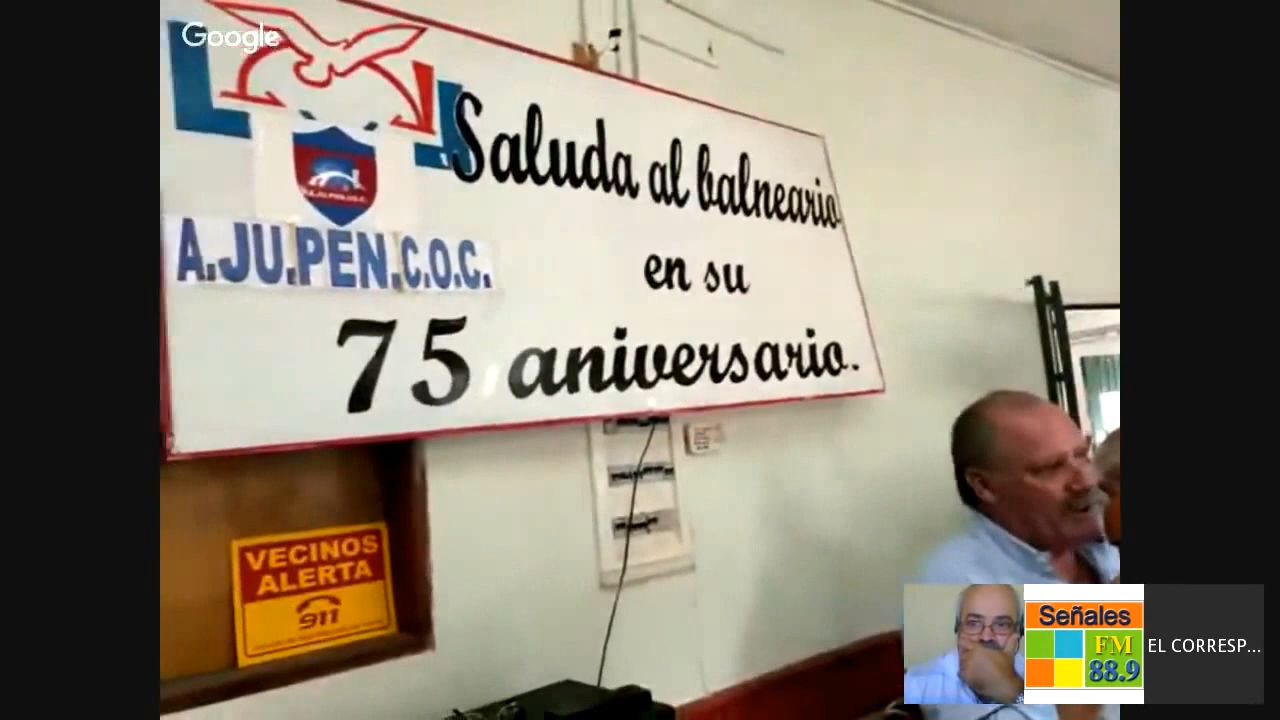 Google
Saluda al balneario
A.JU.PEN.C.O.C.
en su
75 aniversario.
VECINOS
ALERTA
911
Señales
FM
88.9
EL CORRESP...